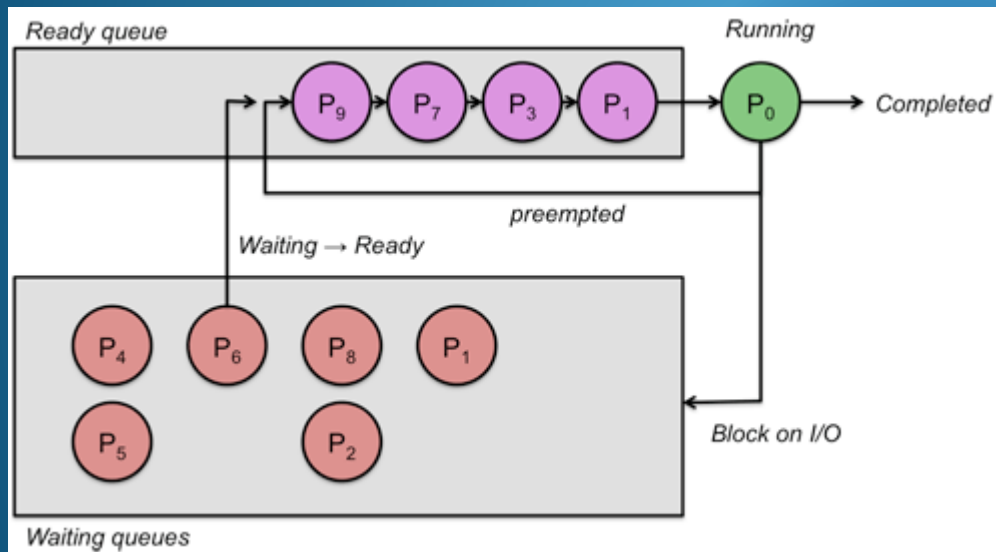 Ready queue
Running
P9
P7
P3
P1
P0
Completed
preempted
Waiting → Ready
P4
P6
P8
P1
P5
P2
Block on I/O
Waiting queues